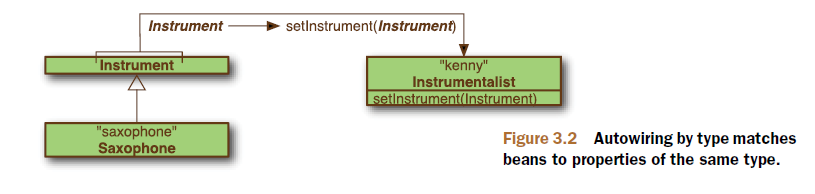 Instrument
setInstrument(Instrument)
Instrument
"kenny"
Instrumentalist
setInstrument(Instrument)
"saxophone"
Saxophone
Figure 3.2 Autowiring by type matches
beans to properties of the same type.